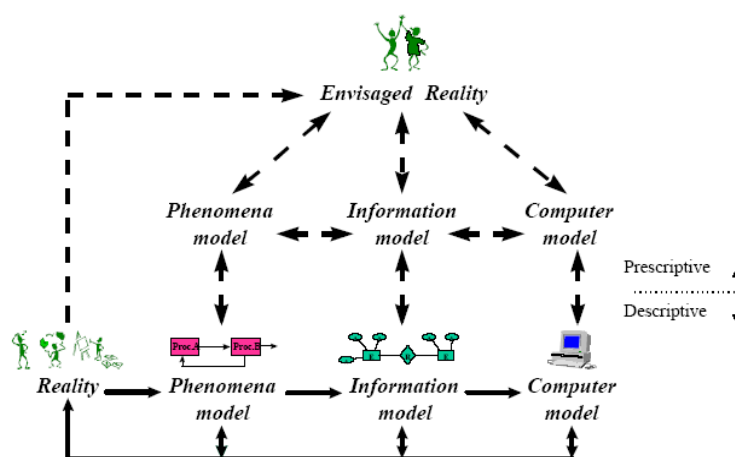 Envisaged Reality
Phenomena
model
Information
model
Computer
model
Prescriptive
Descriptive
Proc.A
Proc.B
E
R
E
Reality
Phenomena
model
Information
model
Computer
model